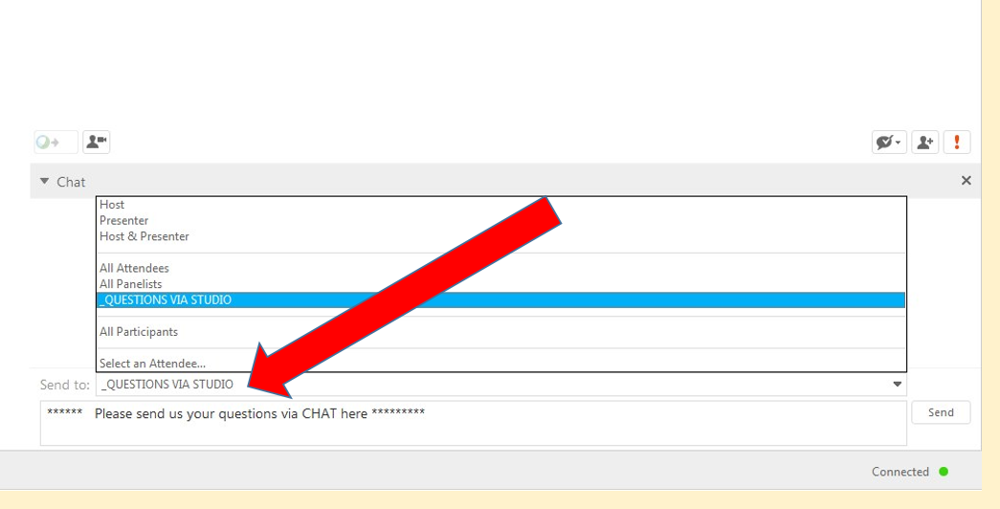 Chat
Host
Presenter
Host & Presenter
All Attendees
All Panelists
_QUESTIONS VIA STUDIO
All Participants
Select an Attendee...
Send to: _QUESTIONS VIA STUDIO
****** Please send us your questions via CHAT here *********
Send
Connected